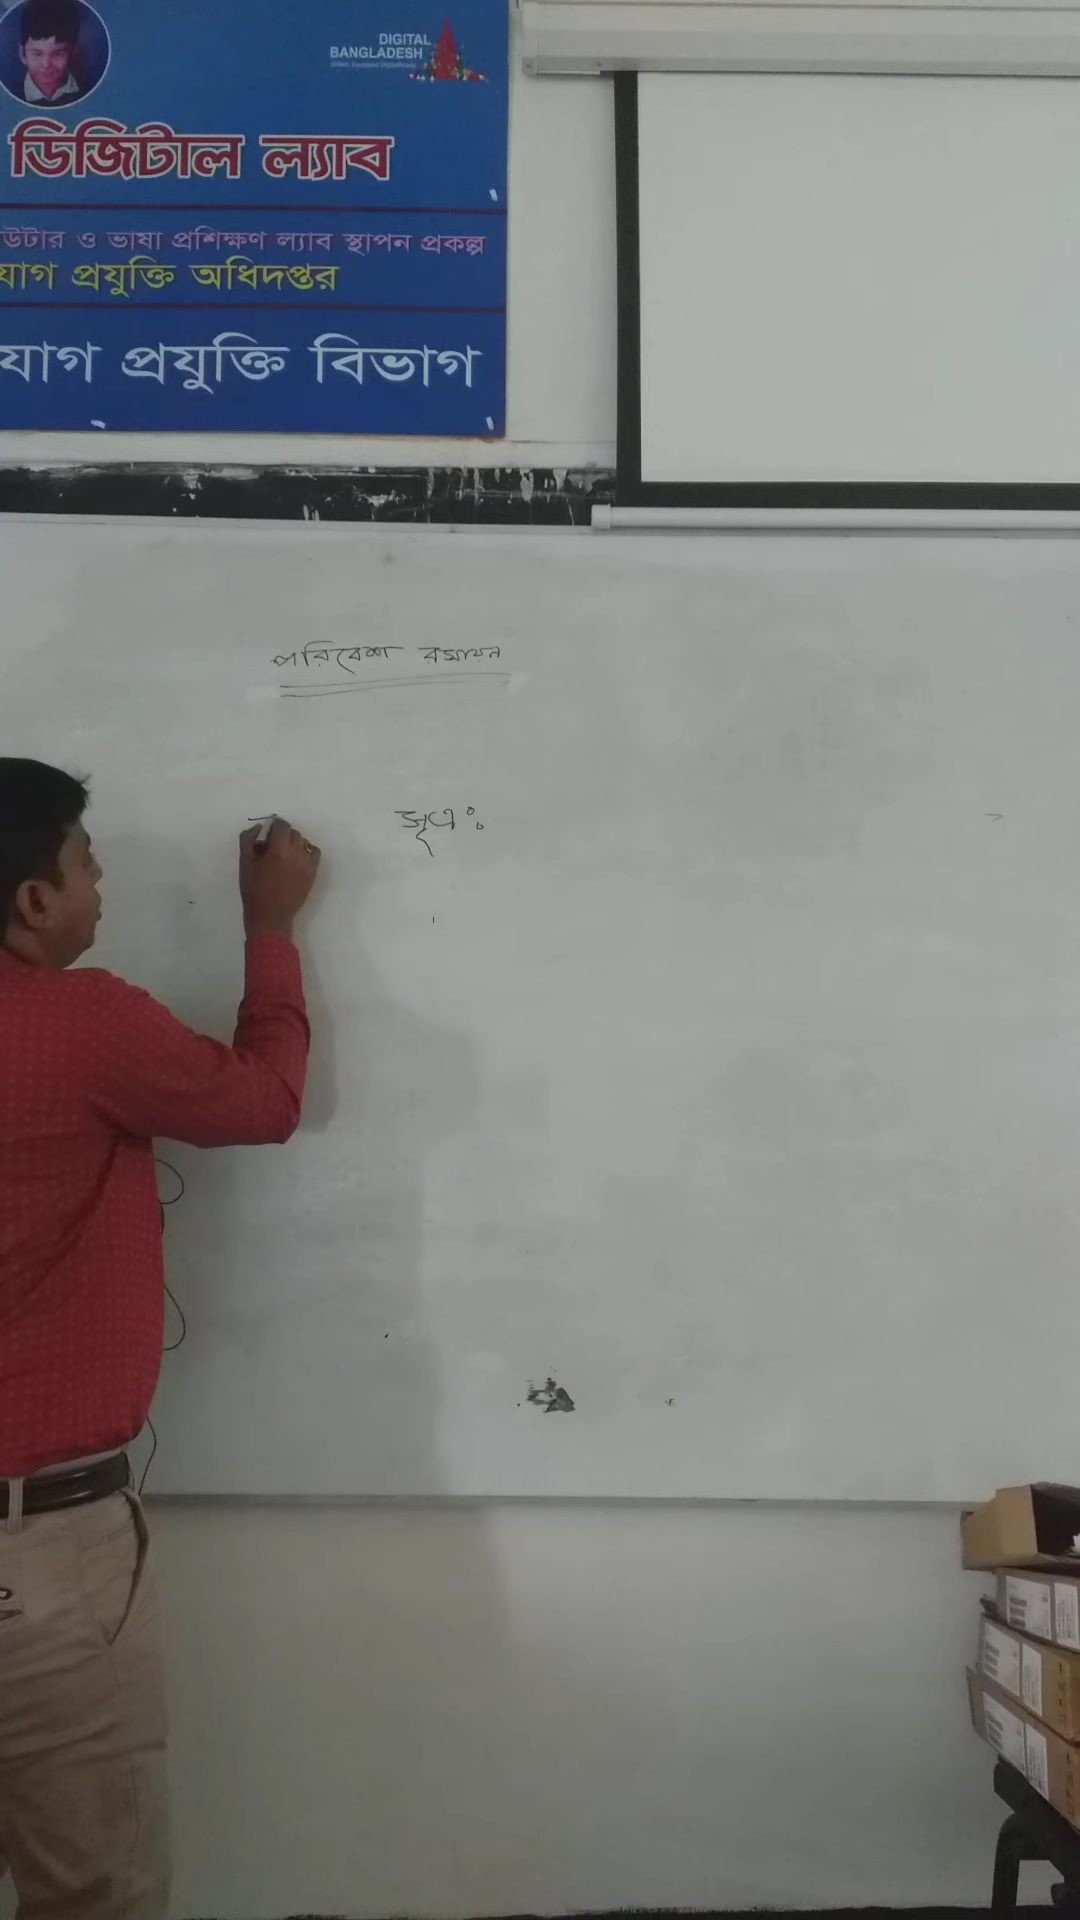 DIGITAL
BANGLADESH
ডিজিটাল ল্যাব
উটার ও ভাষা প্রশিক্ষণ ল্যাব স্থাপন প্রকল্প
যাগ প্রযুক্তি অধিদপ্তর
যাগ প্রযুক্তি বিভাগ
পরিবেশ রসায়ন
সূত্র ঃ